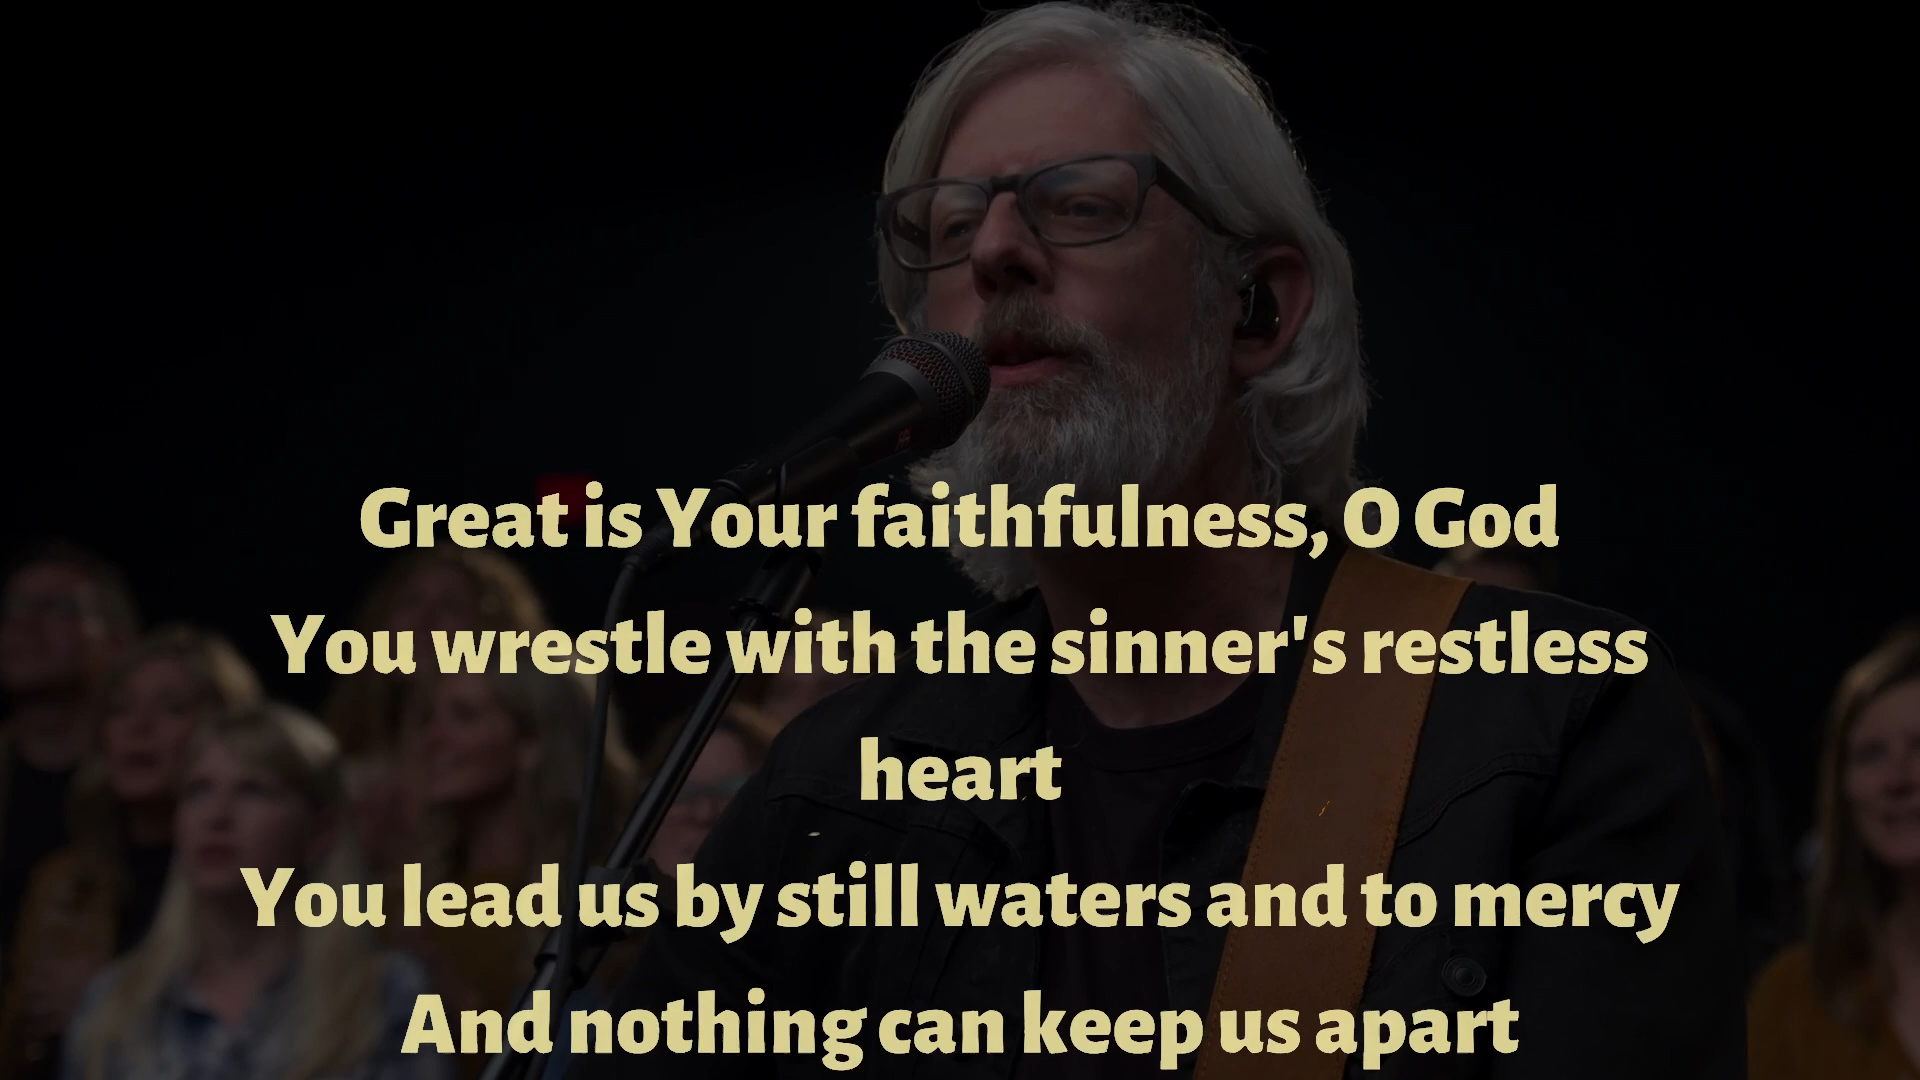 Great is Your faithfulness, O God
You wrestle with the sinner's restless
heart
You lead us by still waters and to mercy
And nothing can keep us apart